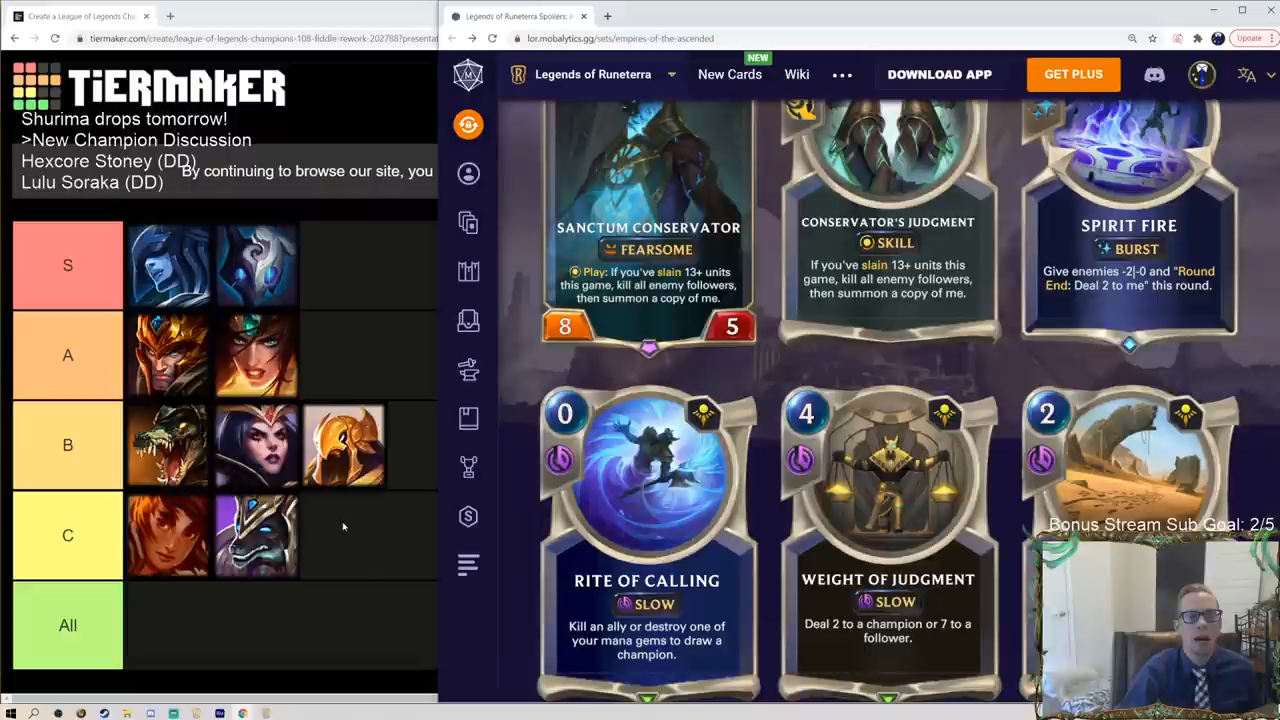 Create a League of Legends Cha
tiermaker.com/create/league-of-legends-champions-108-fiddle-rework-202788?presentat
Legends of Runeterra Spoilers: A
lor.mobalytics.gg/sets/empires-of-the-ascended
Update
TIERMAKER
Shurima drops tomorrow!
>New Champion Discussion
Hexcore Stoney (DD)
Lulu Soraka (DD)
By continuing to browse our site, you
S
A
B
C
All
Legends of Runeterra
NEW
New Cards
Wiki
DOWNLOAD APP
GET PLUS
SANCTUM CONSERVATOR
FEARSOME
Play: If you've slain 13+ units
this game, kill all enemy followers,
then summon a copy of me.
8
5
CONSERVATOR'S JUDGMENT
SKILL
If you've slain 13+ units this
game, kill all enemy followers,
then summon a copy of me.
SPIRIT FIRE
BURST
Give enemies -2|-0 and "Round
End: Deal 2 to me" this round.
0
RITE OF CALLING
SLOW
Kill an ally or destroy one of
your mana gems to draw a
champion.
4
WEIGHT OF JUDGMENT
SLOW
Deal 2 to a champion or 7 to a
follower.
2
Bonus Stream Sub Goal: 2/5